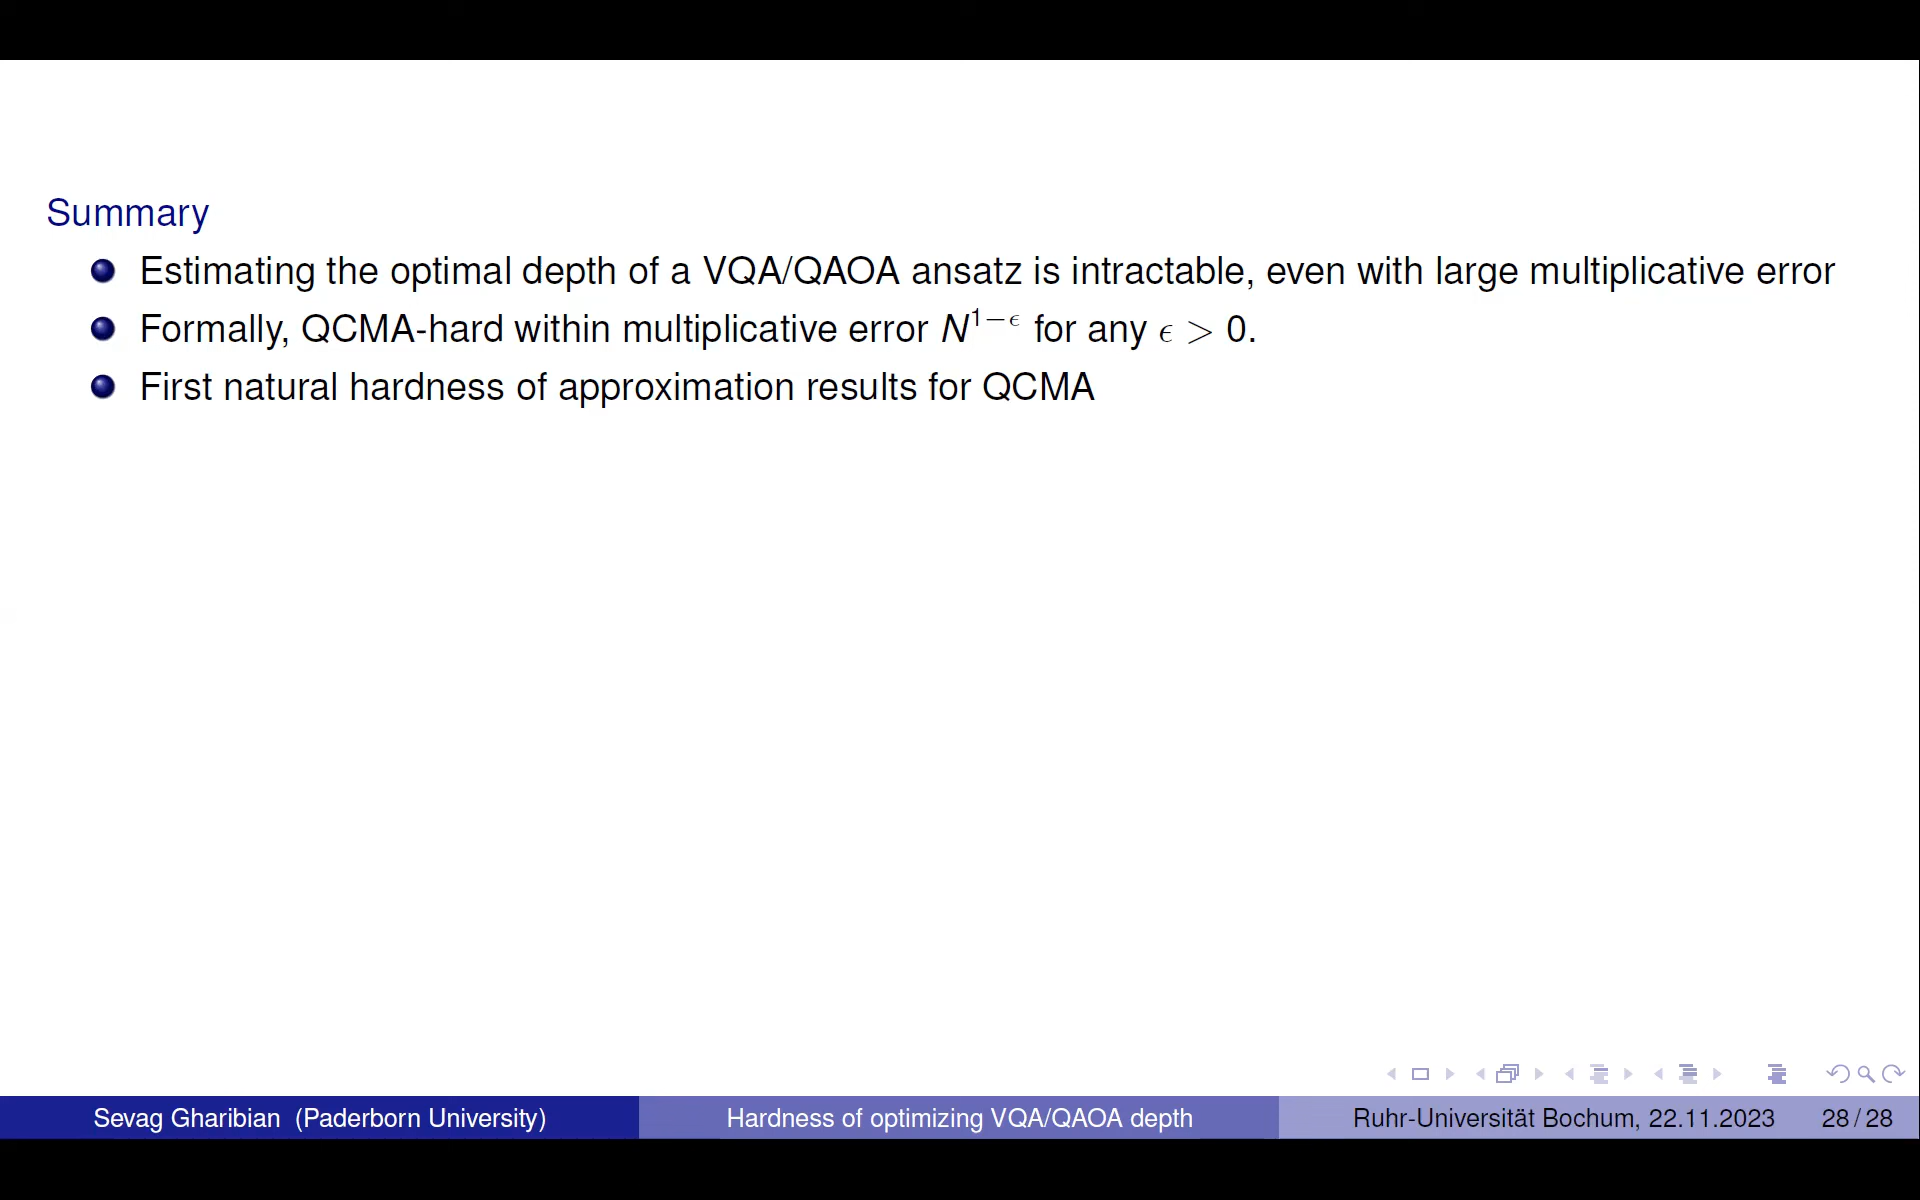 Summary
Estimating the optimal depth of a VQA/QAOA ansatz is intractable, even with large multiplicative error
Formally, QCMA-hard within multiplicative error N^{1−ϵ} for any ϵ > 0.
First natural hardness of approximation results for QCMA
Sevag Gharibian (Paderborn University)
Hardness of optimizing VQA/QAOA depth
Ruhr-Universität Bochum, 22.11.2023
28 / 28